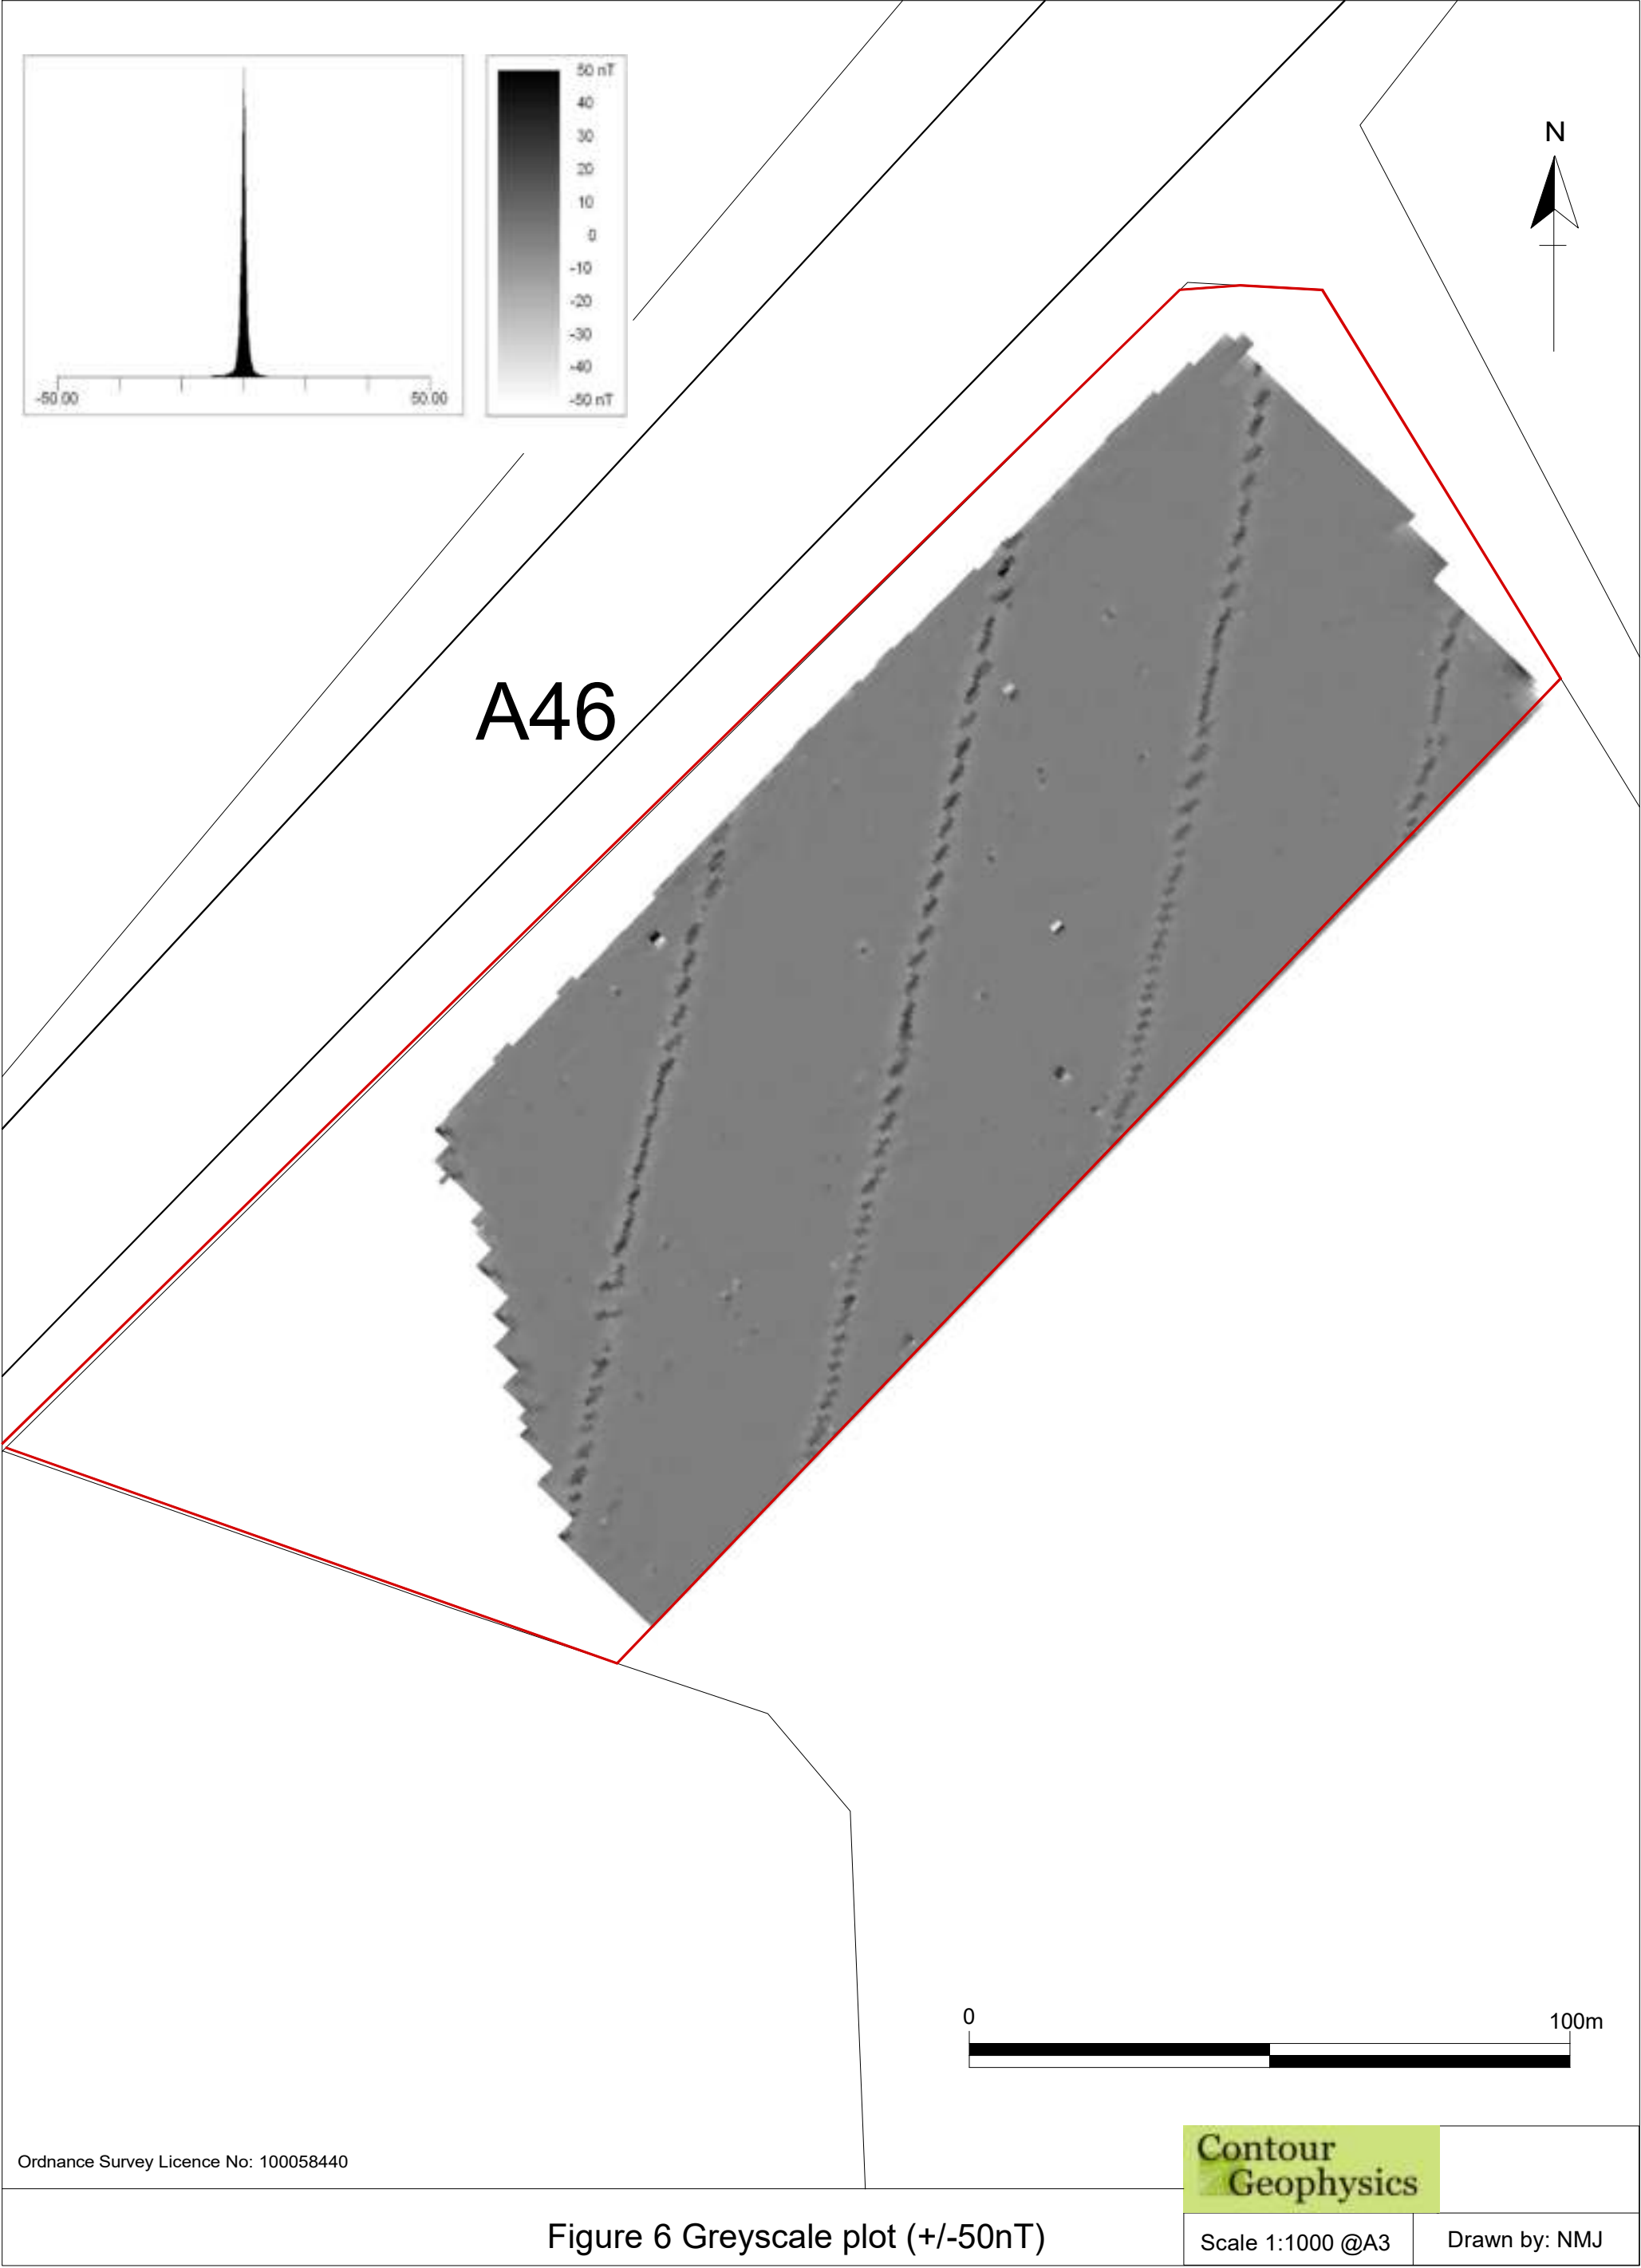 50 nT
40
30
20
10
0
-10
-20
-30
-40
-50 nT
-50.00
50.00
N
A46
0
100m
Ordnance Survey Licence No: 100058440
Contour
Geophysics
Figure 6 Greyscale plot (+/-50nT)
Scale 1:1000 @A3
Drawn by: NMJ